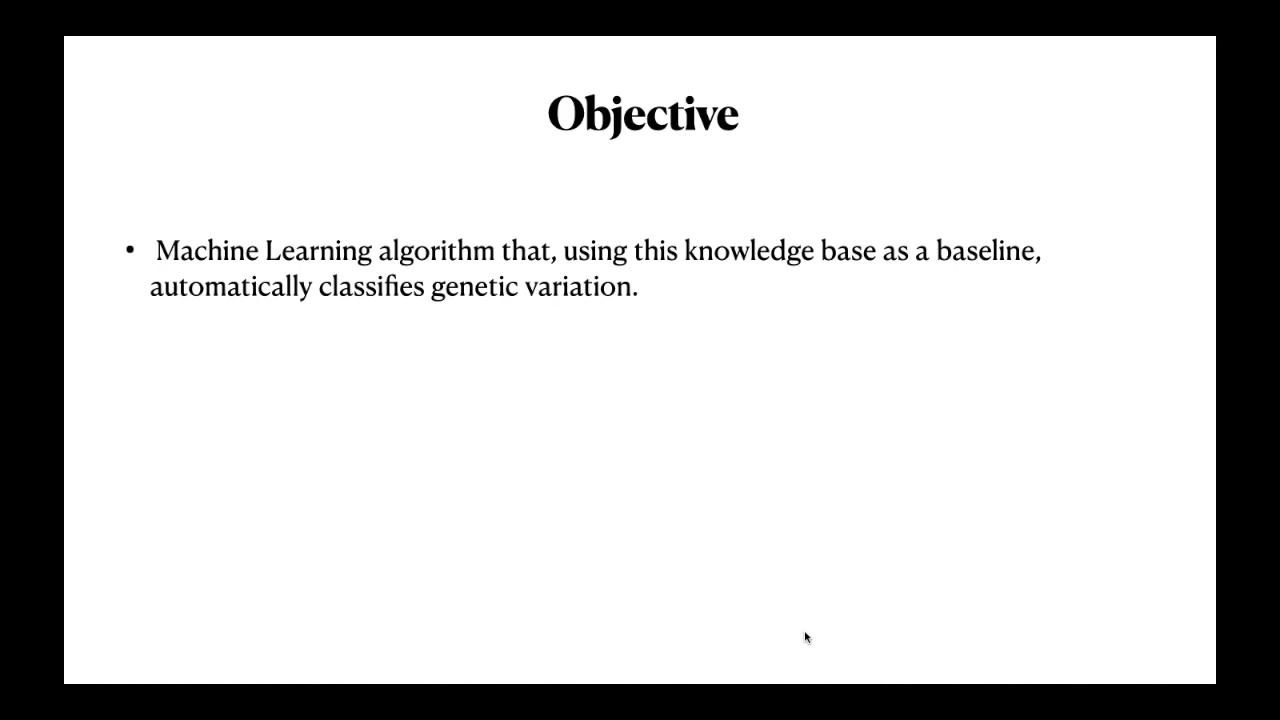 Objective
• Machine Learning algorithm that, using this knowledge base as a baseline,
automatically classifies genetic variation.